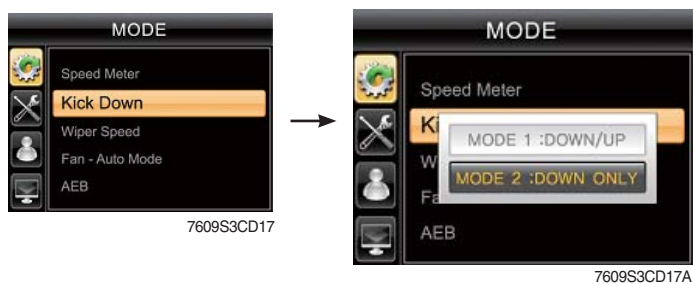 MODE
Speed Meter
Kick Down
Wiper Speed
Fan - Auto Mode
AEB
7609S3CD17
MODE
Speed Meter
Ki
MODE 1 :DOWN/UP
W
MODE 2 :DOWN ONLY
Fa
AEB
7609S3CD17A